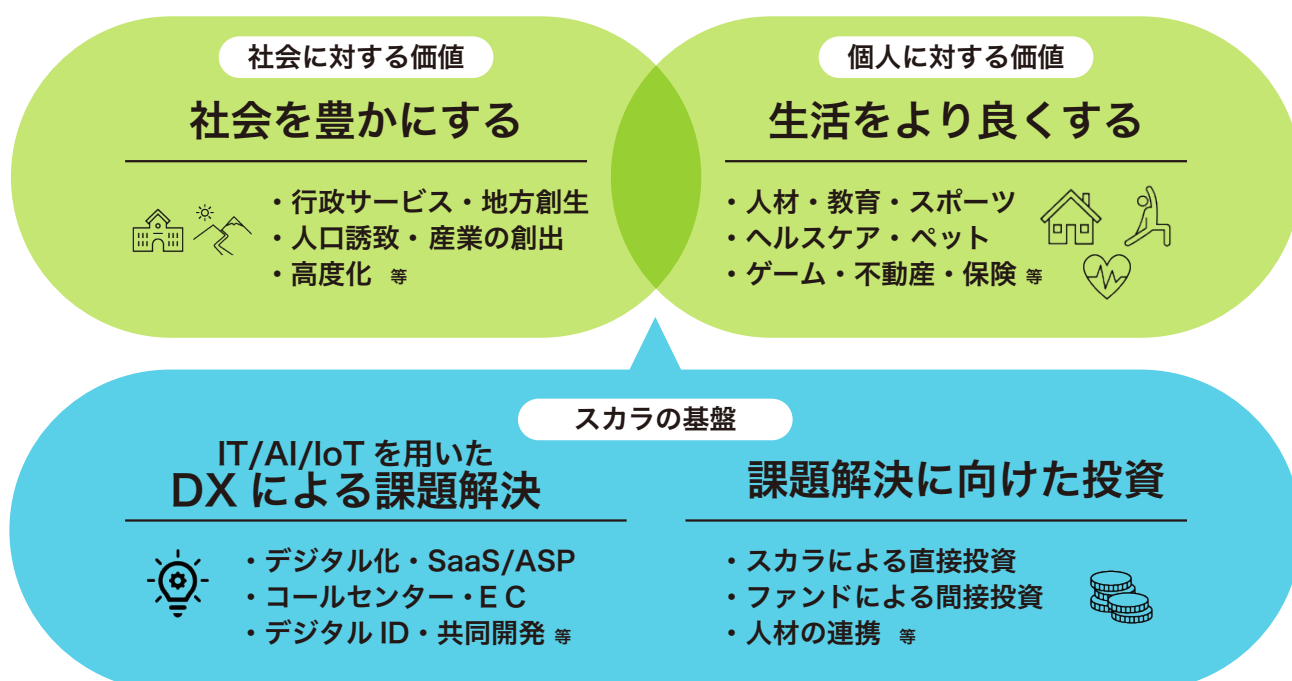 社会に対する価値
社会を豊かにする
・行政サービス・地方創生
・人口誘致・産業の創出
・高度化 等
個人に対する価値
生活をより良くする
・人材・教育・スポーツ
・ヘルスケア・ペット
・ゲーム・不動産・保険 等
スカラの基盤
IT/AI/IoT を用いた
DX による課題解決
・デジタル化・SaaS/ASP
・コールセンター・E C
・デジタル ID・共同開発 等
課題解決に向けた投資
・スカラによる直接投資
・ファンドによる間接投資
・人材の連携 等